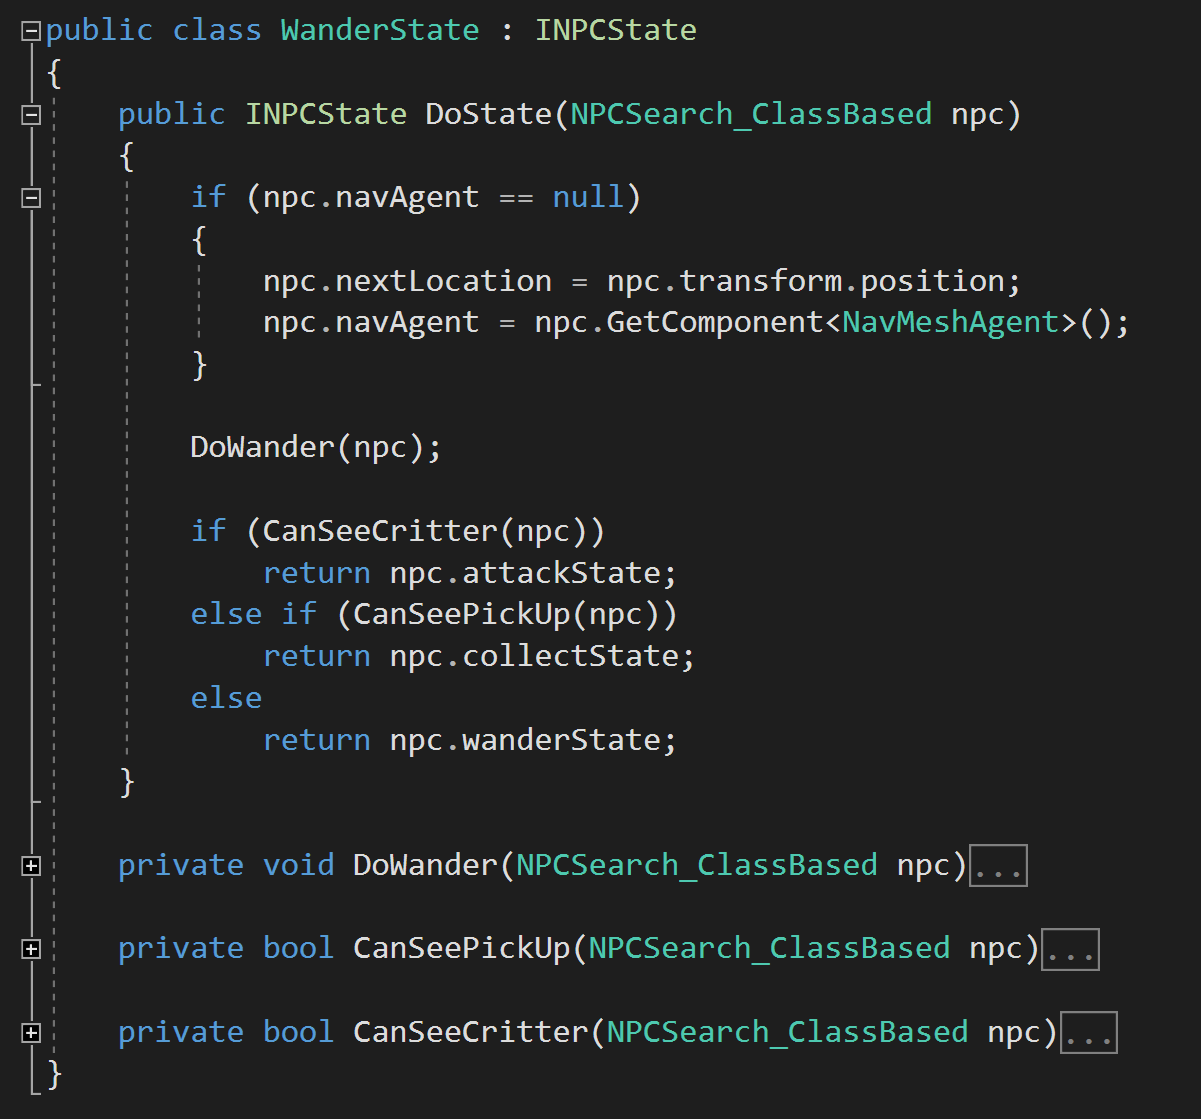 public class WanderState : INPCState
{
    public INPCState DoState(NPCSearch_ClassBased npc)
    {
        if (npc.navAgent == null)
        {
            npc.nextLocation = npc.transform.position;
            npc.navAgent = npc.GetComponent<NavMeshAgent>();
        }

        DoWander(npc);

        if (CanSeeCritter(npc))
            return npc.attackState;
        else if (CanSeePickUp(npc))
            return npc.collectState;
        else
            return npc.wanderState;
    }

    private void DoWander(NPCSearch_ClassBased npc)...

    private bool CanSeePickUp(NPCSearch_ClassBased npc)...

    private bool CanSeeCritter(NPCSearch_ClassBased npc)...
}